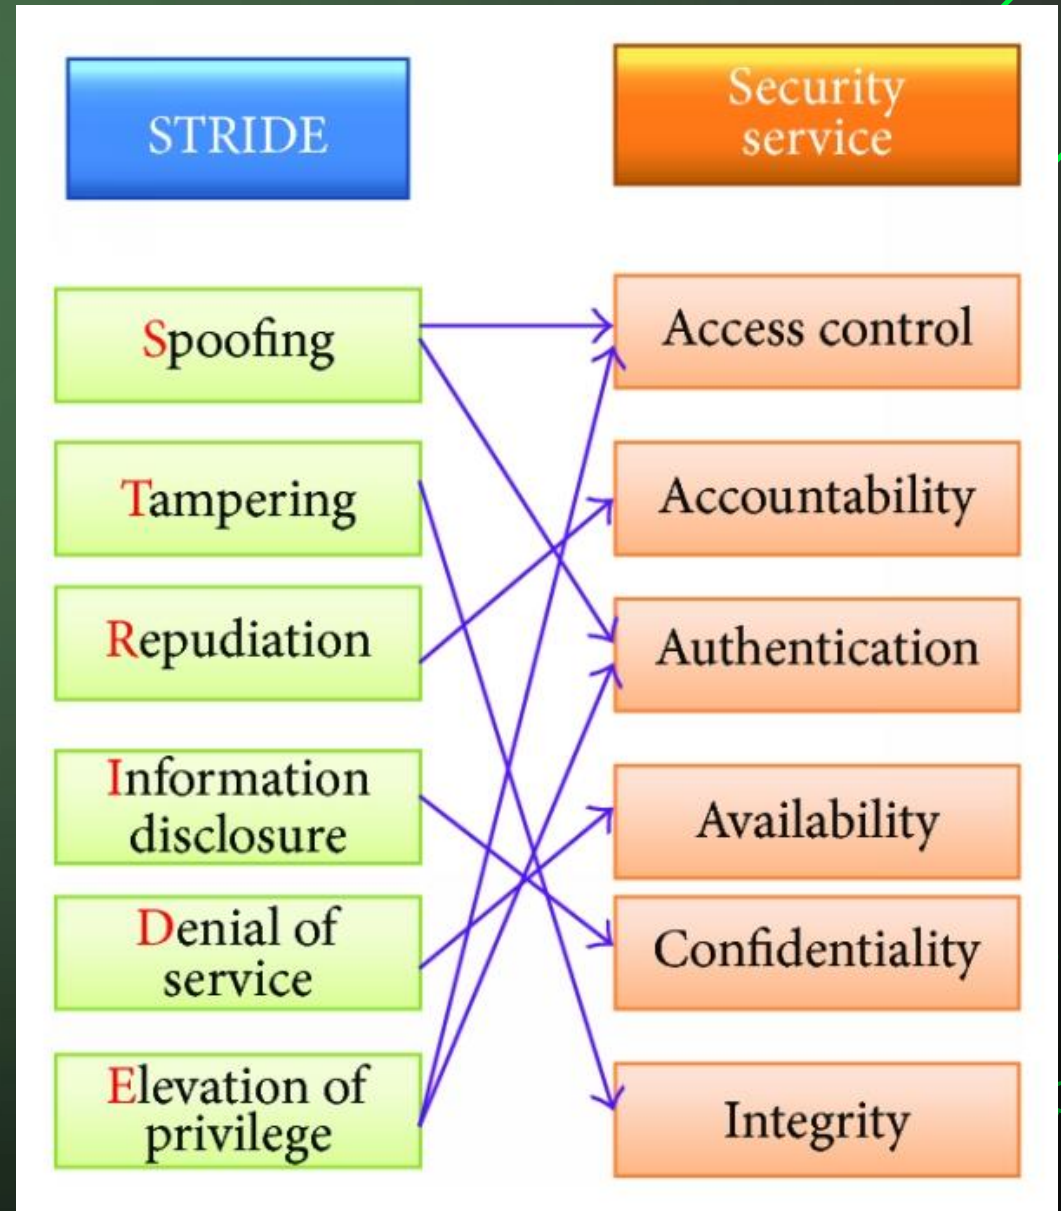 STRIDE
Security
service
Spoofing
Access control
Tampering
Accountability
Repudiation
Authentication
Information
disclosure
Availability
Denial of
service
Confidentiality
Elevation of
privilege
Integrity